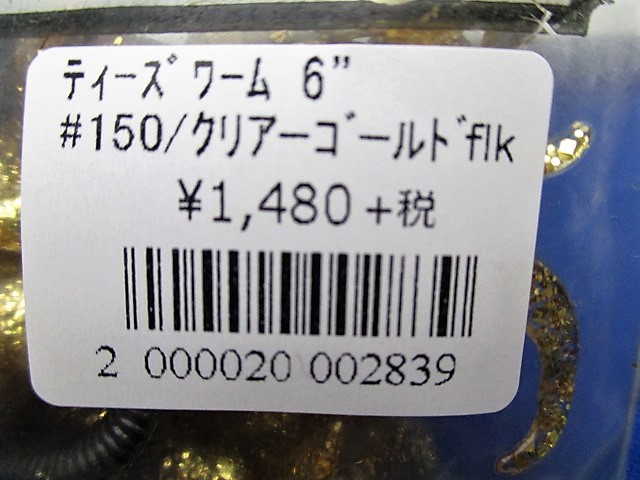 ティーズ ワーム 6”
#150/クリアーゴールドflk
¥1,480+税
2 000020 002839